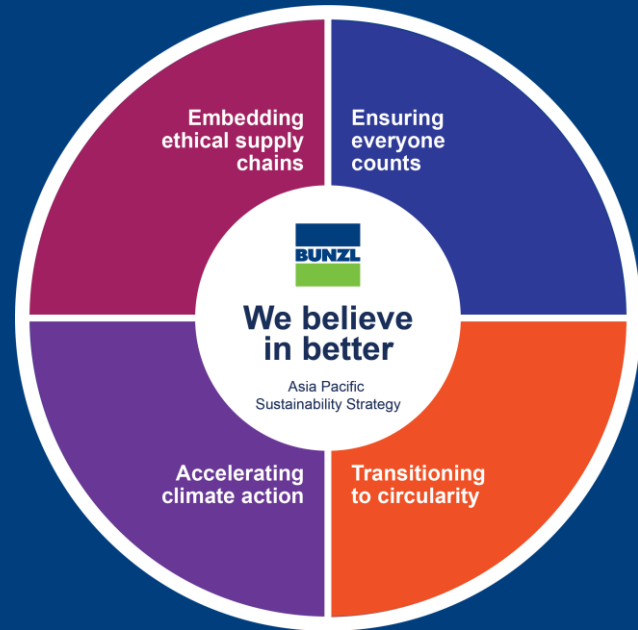 Embedding
ethical supply
chains
Ensuring
everyone
counts
BUNZL
We believe
in better
Asia Pacific
Sustainability Strategy
Accelerating
climate action
Transitioning
to circularity